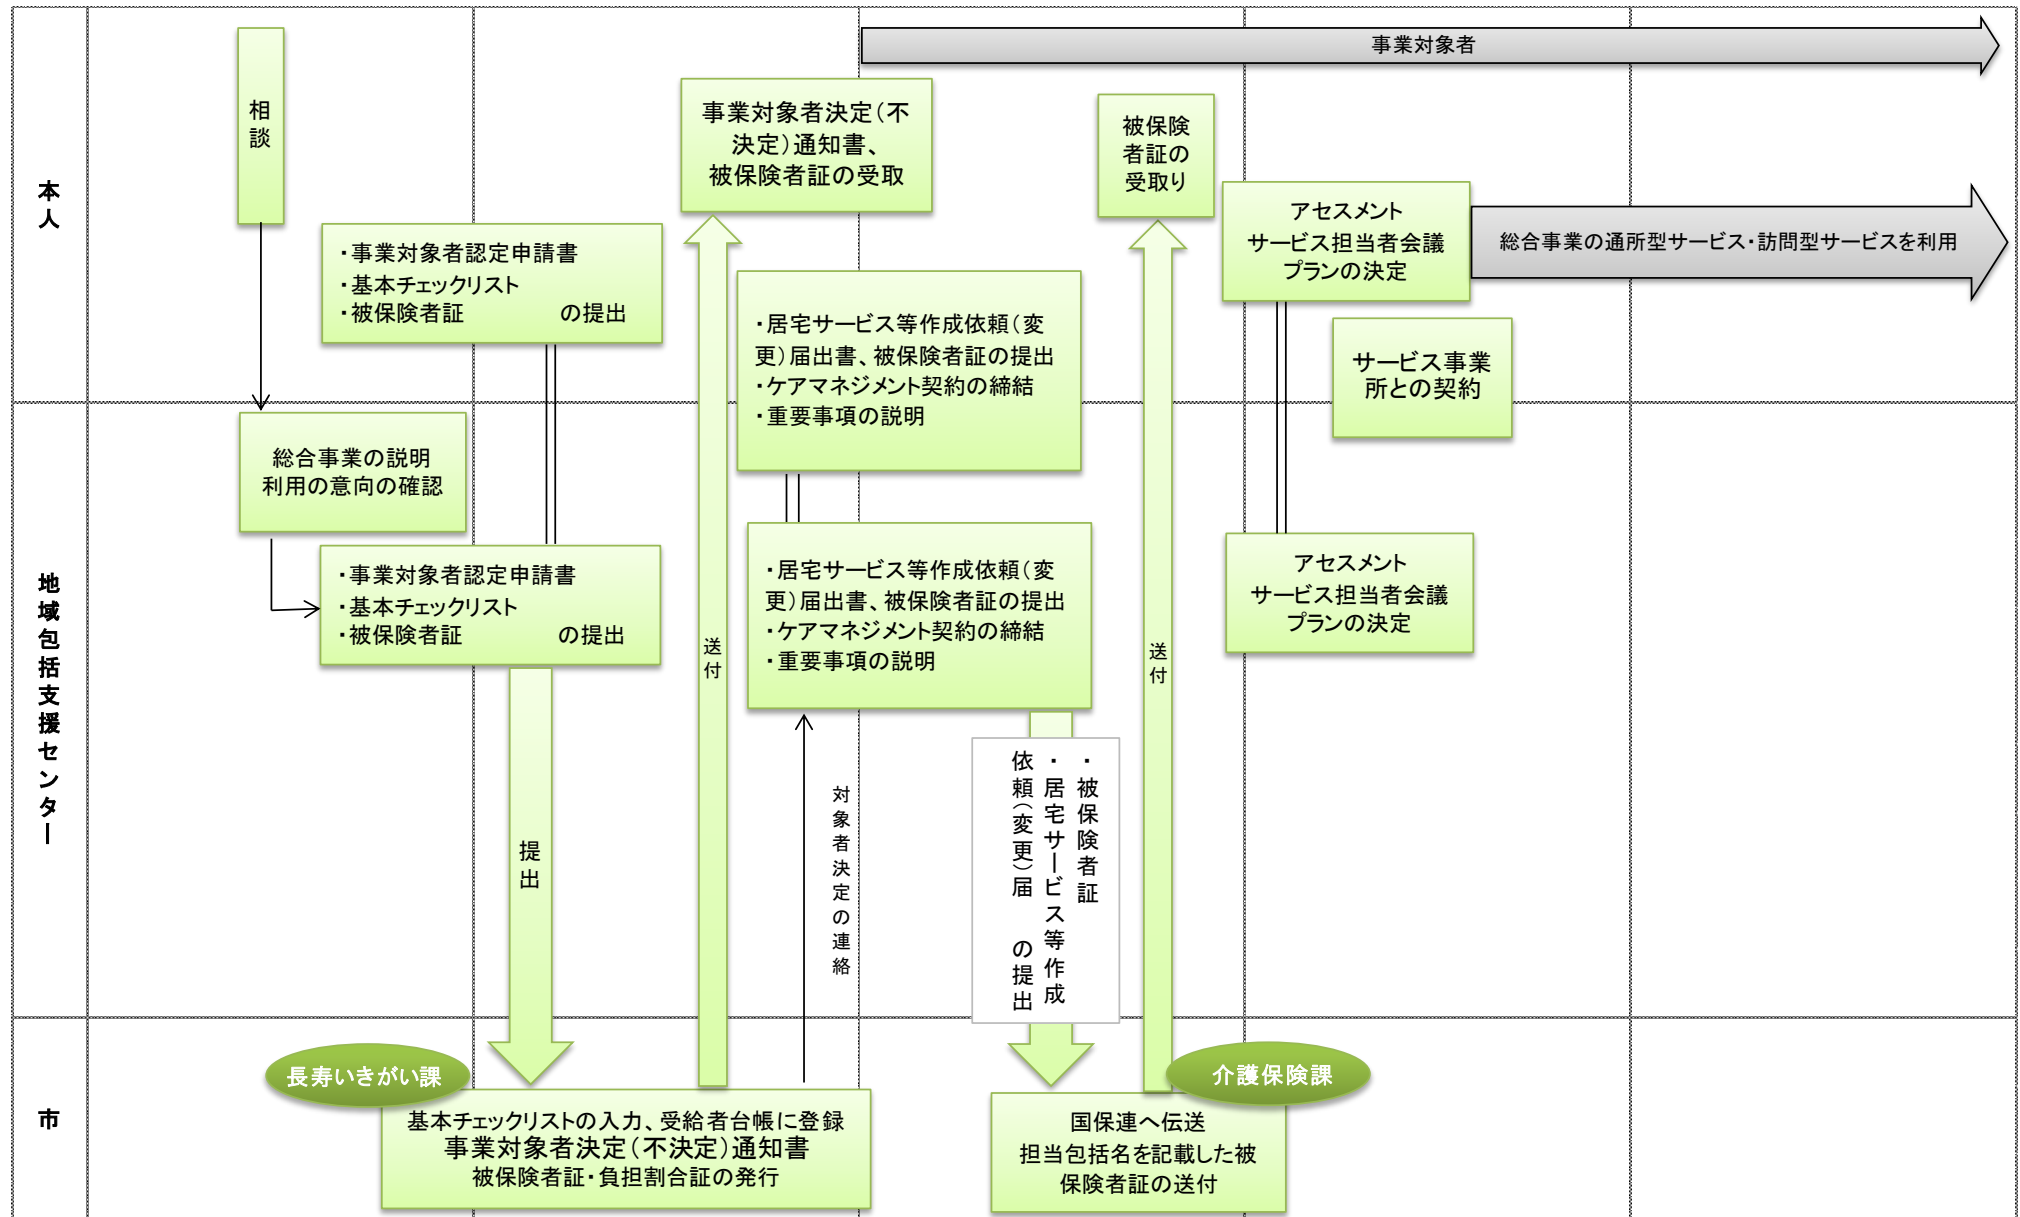 事業対象者
本人
相談
事業対象者決定（不
決定）通知書、
被保険者証の受取
被保険
者証の
受取り
・事業対象者認定申請書
・基本チェックリスト
・被保険者証　　　　の提出
・居宅サービス等作成依頼（変
更）届出書、被保険者証の提出
・ケアマネジメント契約の締結
・重要事項の説明
アセスメント
サービス担当者会議
プランの決定
総合事業の通所型サービス・訪問型サービスを利用
サービス事業
所との契約
地域包括支援センター
総合事業の説明
利用の意向の確認
・事業対象者認定申請書
・基本チェックリスト
・被保険者証　　　　の提出
提出
送付
・居宅サービス等作成依頼（変
更）届出書、被保険者証の提出
・ケアマネジメント契約の締結
・重要事項の説明
対象者決定の連絡
・被保険者証
・居宅サービス等作成
依頼（変更）届　の提出
送付
アセスメント
サービス担当者会議
プランの決定
市
長寿いきがい課
基本チェックリストの入力、受給者台帳に登録
事業対象者決定（不決定）通知書
被保険者証・負担割合証の発行
介護保険課
国保連へ伝送
担当包括名を記載した被
保険者証の送付